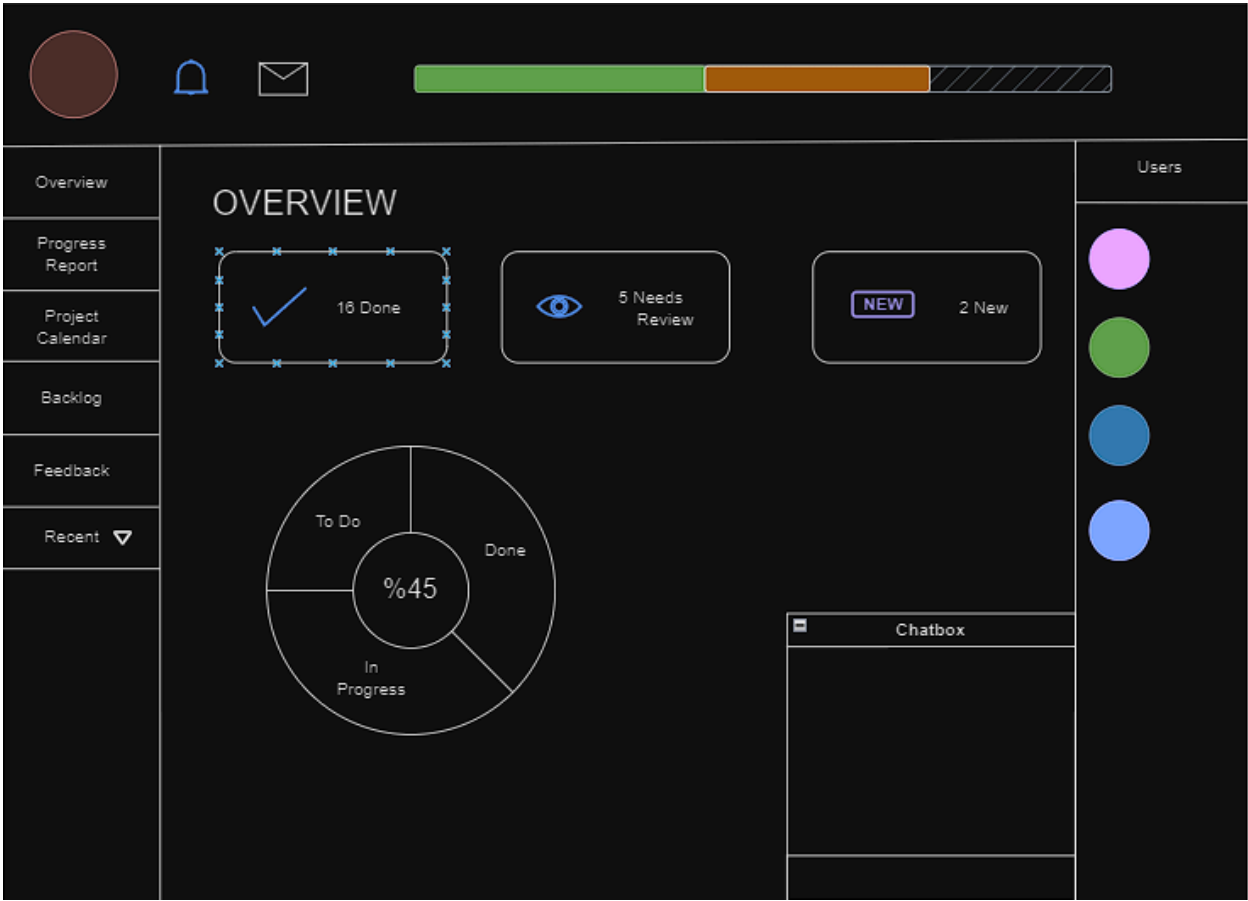 Overview
Progress
Report
Project
Calendar
Backlog
Feedback
Recent
OVERVIEW
16 Done
5 Needs
Review
NEW
2 New
To Do
Done
%45
In
Progress
Users
Chatbox